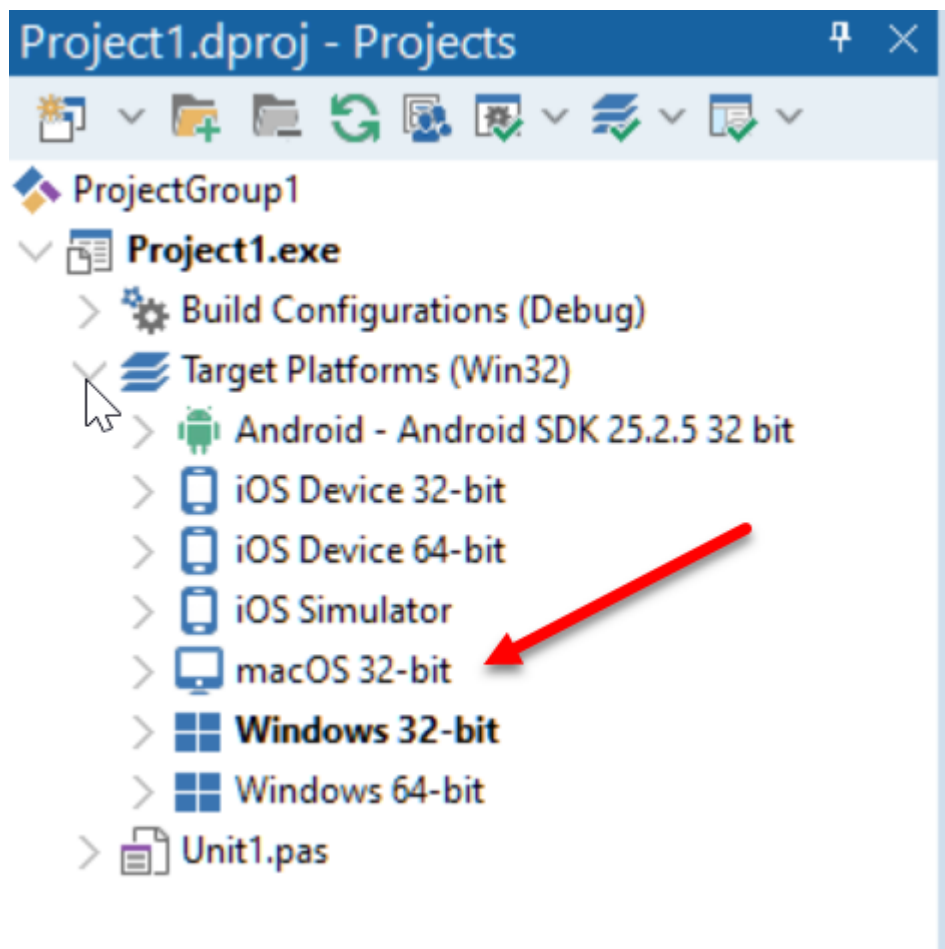 Project1.dproj - Projects
ProjectGroup1
Project1.exe
Build Configurations (Debug)
Target Platforms (Win32)
Android - Android SDK 25.2.5 32 bit
iOS Device 32-bit
iOS Device 64-bit
iOS Simulator
macOS 32-bit
Windows 32-bit
Windows 64-bit
Unit1.pas